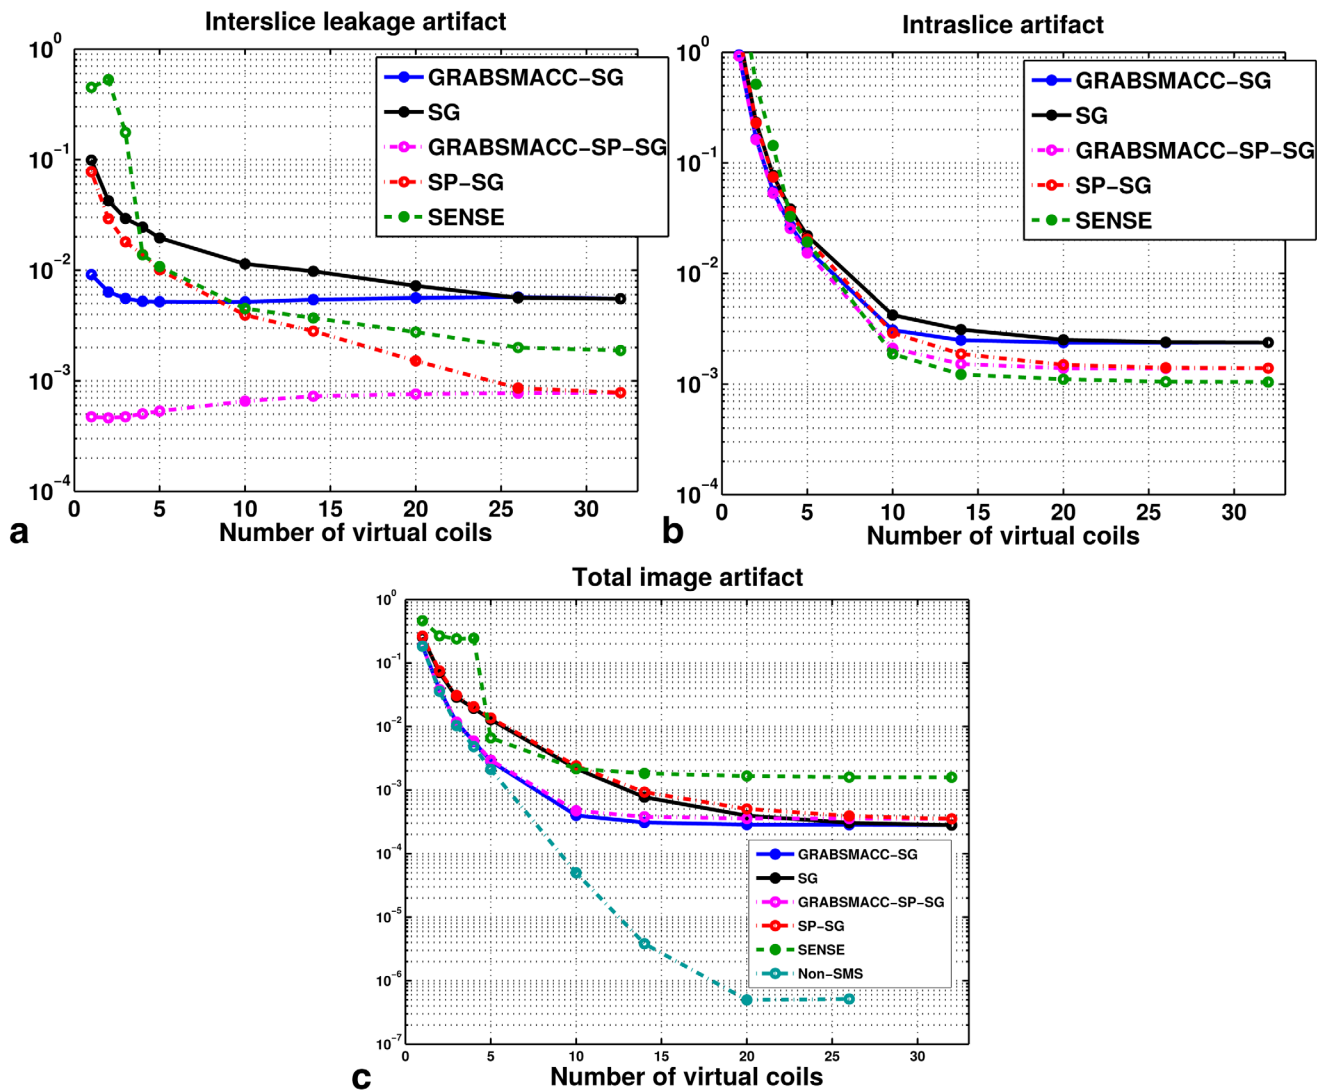 Interslice leakage artifact
10^0
10^−1
10^−2
10^−3
10^−4
GRABSMACC−SG
SG
GRABSMACC−SP−SG
SP−SG
SENSE
0 5 10 15 20 25 30
Number of virtual coils
a
Intraslice artifact
10^0
10^−1
10^−2
10^−3
10^−4
GRABSMACC−SG
SG
GRABSMACC−SP−SG
SP−SG
SENSE
0 5 10 15 20 25 30
Number of virtual coils
b
Total image artifact
10^0
10^−1
10^−2
10^−3
10^−4
10^−5
10^−6
10^−7
GRABSMACC−SG
SG
GRABSMACC−SP−SG
SP−SG
SENSE
Non−SMS
0 5 10 15 20 25 30
Number of virtual coils
c